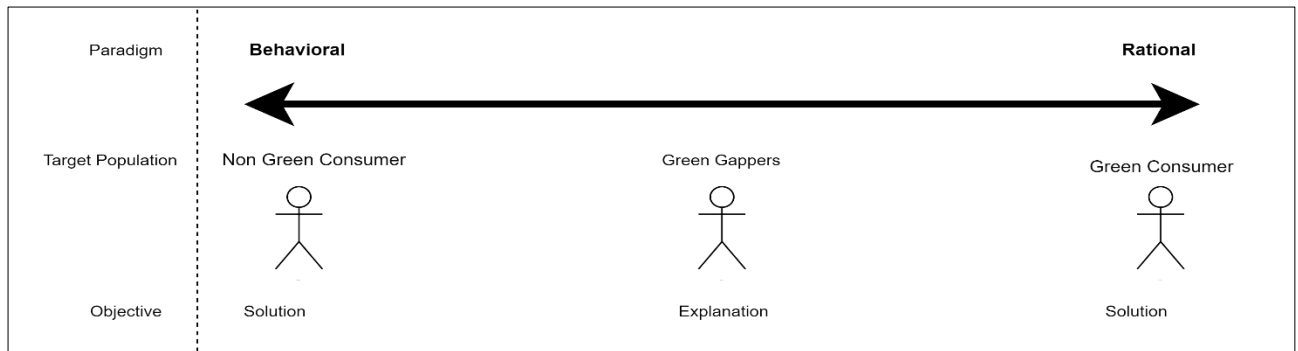 Paradigm Behavioral Rational
Target Population Non Green Consumer Green Gappers Green Consumer
Objective Solution Explanation Solution